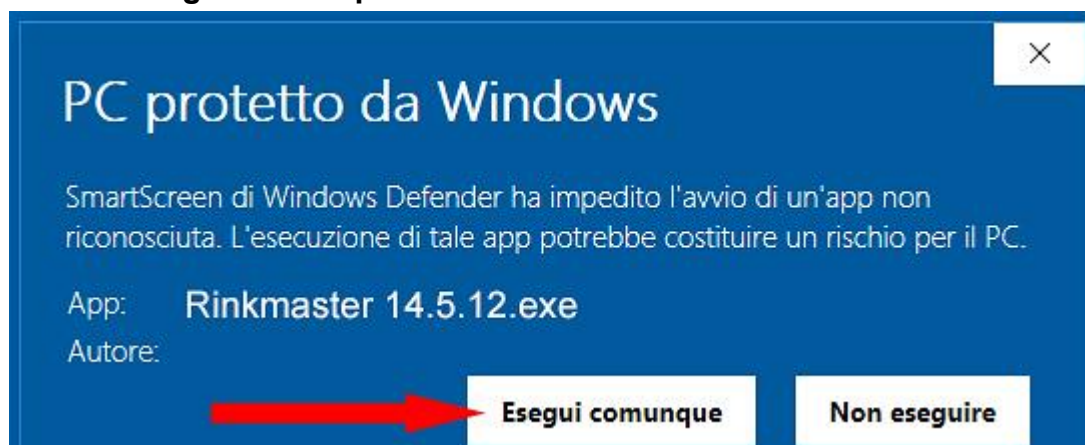 PC protetto da Windows
SmartScreen di Windows Defender ha impedito l'avvio di un'app non
riconosciuta. L'esecuzione di tale app potrebbe costituire un rischio per il PC.
App: Rinkmaster 14.5.12.exe
Autore:
Esegui comunque Non eseguire